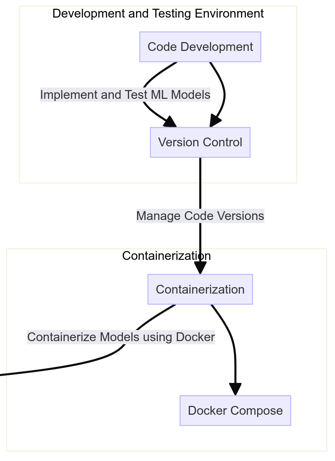 Development and Testing Environment
Code Development
Implement and Test ML Models
Version Control
Manage Code Versions
Containerization
Containerization
Containerize Models using Docker
Docker Compose